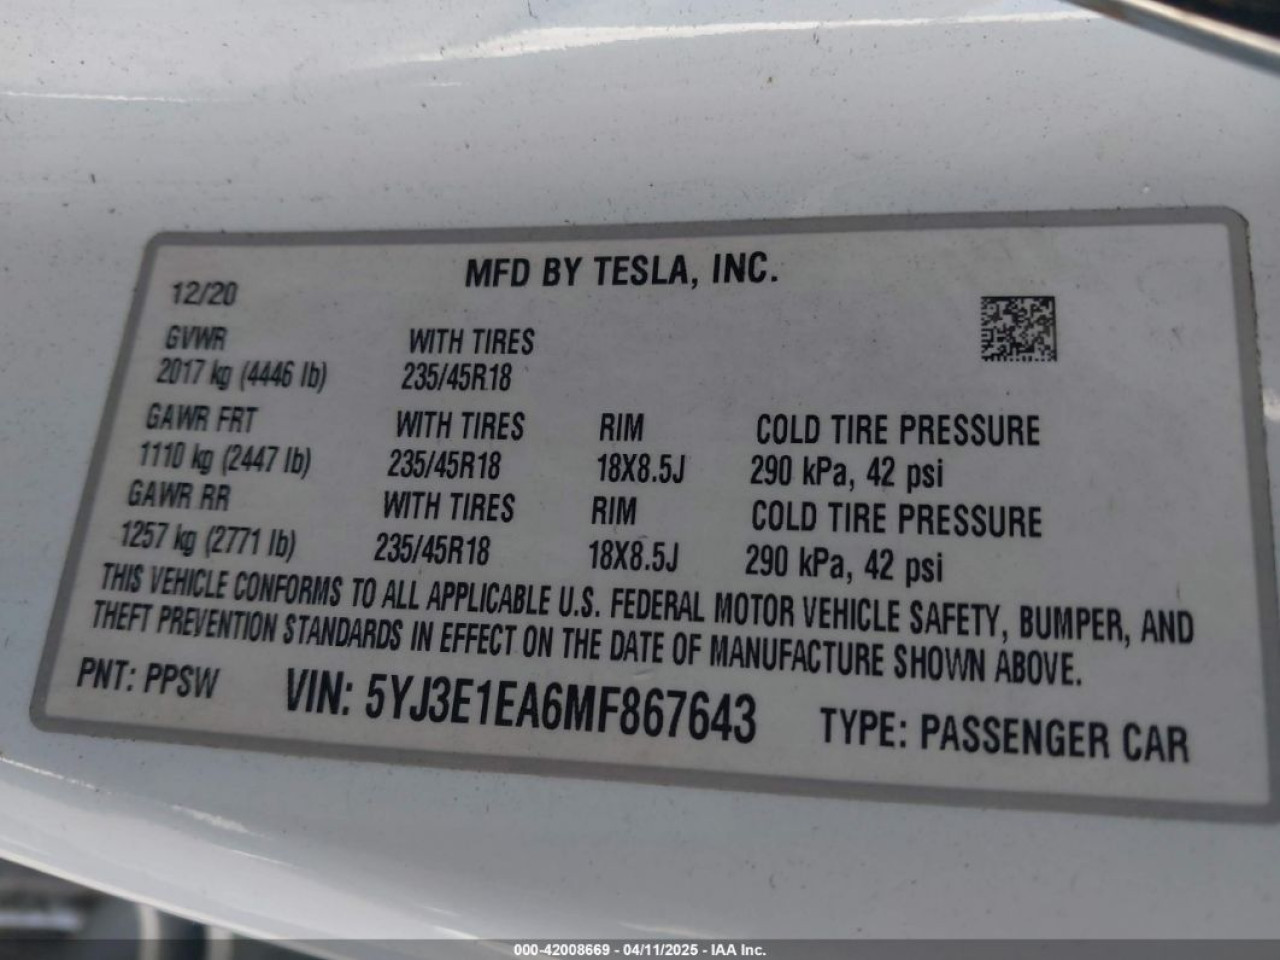 MFD BY TESLA, INC.
12/20
GVWR WITH TIRES
2017 kg (4446 lb) 235/45R18
GAWR FRT WITH TIRES RIM COLD TIRE PRESSURE
1110 kg (2447 lb) 235/45R18 18X8.5J 290 kPa, 42 psi
GAWR RR WITH TIRES RIM COLD TIRE PRESSURE
1257 kg (2771 lb) 235/45R18 18X8.5J 290 kPa, 42 psi
THIS VEHICLE CONFORMS TO ALL APPLICABLE U.S. FEDERAL MOTOR VEHICLE SAFETY, BUMPER, AND
THEFT PREVENTION STANDARDS IN EFFECT ON THE DATE OF MANUFACTURE SHOWN ABOVE.
PNT: PPSW VIN: 5YJ3E1EA6MF867643 TYPE: PASSENGER CAR
000-42008669 - 04/11/2025 - IAA Inc.